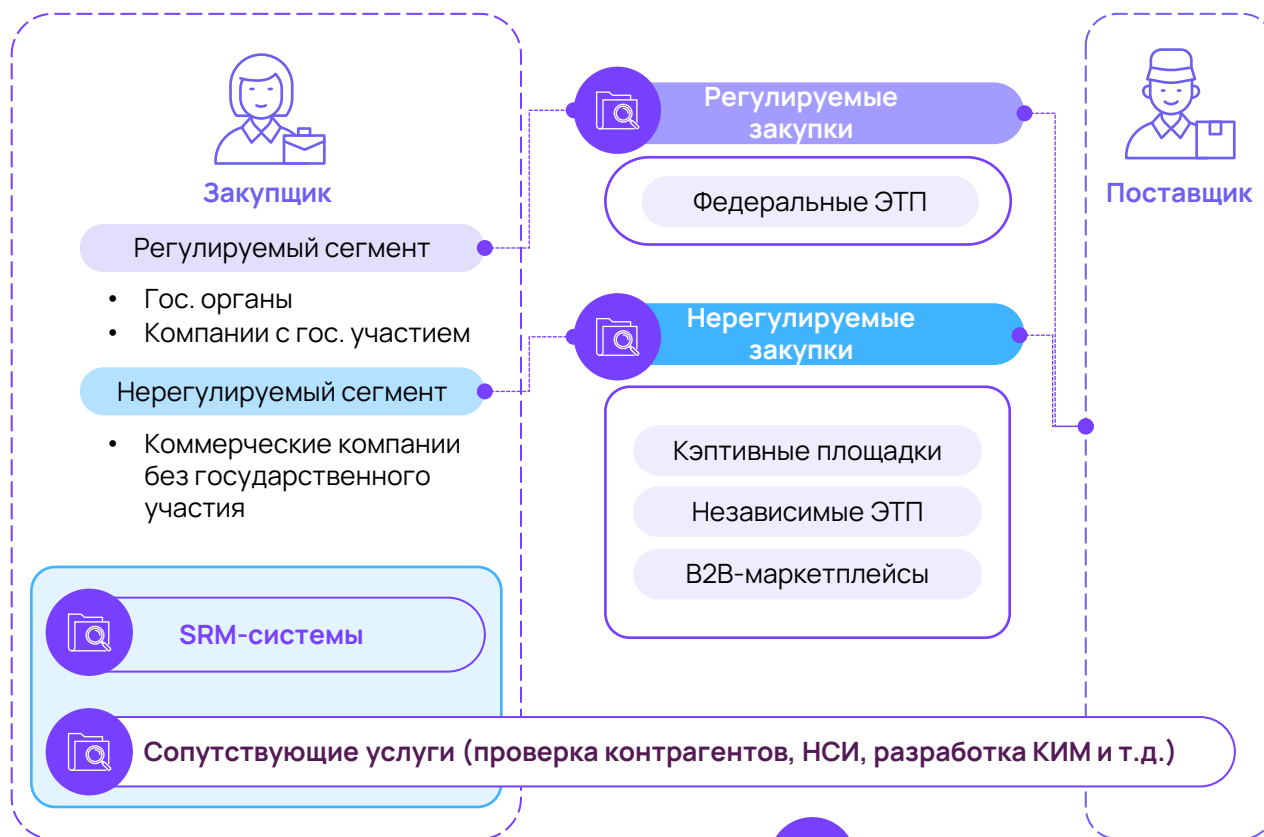 Закупщик
Регулируемый сегмент
• Гос. органы
• Компании с гос. участием
Нерегулируемый сегмент
• Коммерческие компании
без государственного
участия
SRM-системы
Регулируемые
закупки
Федеральные ЭТП
Нерегулируемые
закупки
Кэптивные площадки
Независимые ЭТП
B2B-маркетплейсы
Поставщик
Сопутствующие услуги (проверка контрагентов, НСИ, разработка КИМ и т.д.)